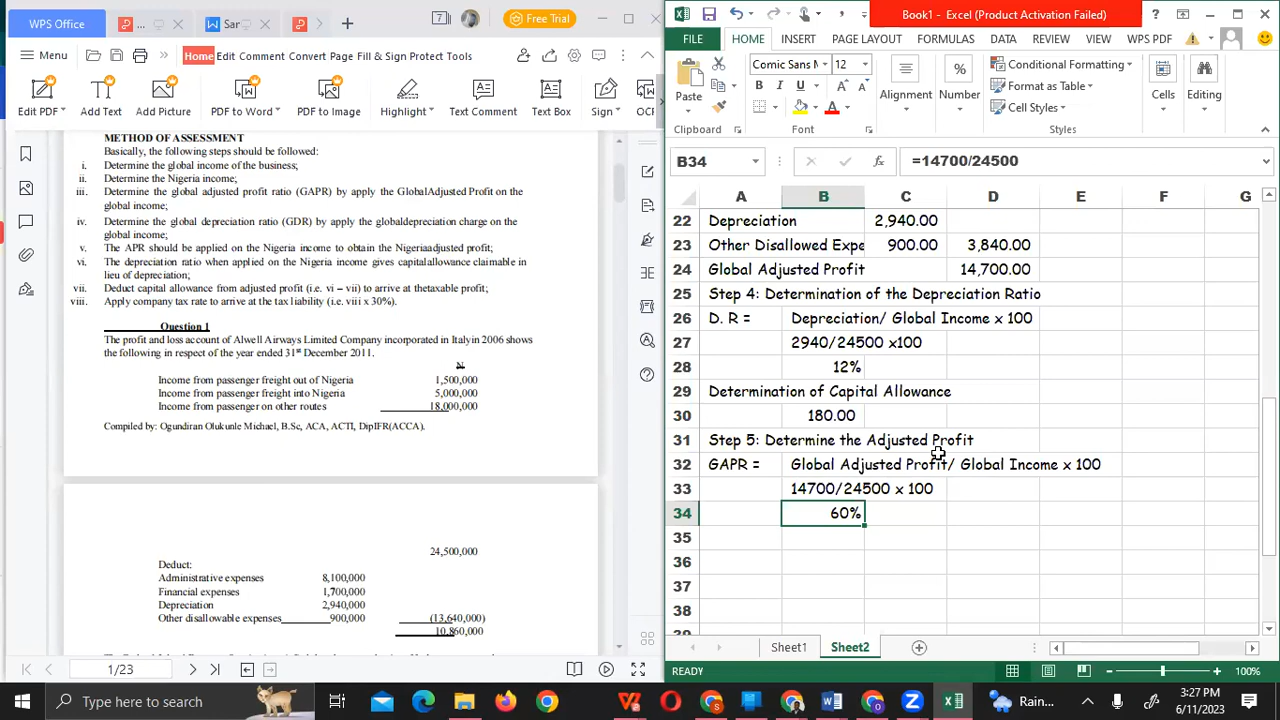 WPS Office
...
Sar
7
Free Trial
Menu
Home Edit Comment Convert Page Fill & Sign Protect Tools
Edit PDF
Add Text
Add Picture
PDF to Word
PDF to Image
Highlight
Text Comment
Text Box
Sign
OCF
METHOD OF ASSESSMENT
Basically, the following steps should be followed:
i. Determine the global income of the business;
ii. Determine the Nigeria income;
iii. Determine the global adjusted profit ratio (GAPR) by apply the GlobalAdjusted Profit on the
global income;
iv. Determine the global depreciation ratio (GDR) by apply the globaldepreciation charge on the
global income;
v. The APR should be applied on the Nigeria income to obtain the Nigeriaadjusted profit;
vi. The depreciation ratio when applied on the Nigeria income gives capitalallowance claimable in
lieu of depreciation;
vii. Deduct capital allowance from adjusted profit (i.e. vi – vii) to arrive at thetaxable profit;
viii. Apply company tax rate to arrive at the tax liability (i.e. viii x 30%).
Question 1
The profit and loss account of Alwell Airways Limited Company incorporated in Italyin 2006 shows
the following in respect of the year ended 31st December 2011.
N
Income from passenger freight out of Nigeria 1,500,000
Income from passenger freight into Nigeria 5,000,000
Income from passenger on other routes 18,000,000
Compiled by: Ogundiran Olukunle Michael, B.Sc, ACA, ACTI, DipIFR(ACCA).
24,500,000
Deduct:
Administrative expenses 8,100,000
Financial expenses 1,700,000
Depreciation 2,940,000
Other disallowable expenses 900,000 (13,640,000)
10,860,000
1/23
Book1 - Excel (Product Activation Failed)
FILE HOME INSERT PAGE LAYOUT FORMULAS DATA REVIEW VIEW WPS PDF
Paste
Clipboard
Comic Sans M 12
B I U
Font
Alignment
Number
Conditional Formatting
Format as Table
Cell Styles
Styles
Cells
Editing
B34 =14700/24500
A B C D E F G
22 Depreciation 2,940.00
23 Other Disallowed Expe 900.00 3,840.00
24 Global Adjusted Profit 14,700.00
25 Step 4: Determination of the Depreciation Ratio
26 D. R = Depreciation/ Global Income x 100
27 2940/24500 x100
28 12%
29 Determination of Capital Allowance
30 180.00
31 Step 5: Determine the Adjusted Profit
32 GAPR = Global Adjusted Profit/ Global Income x 100
33 14700/24500 x 100
34 60%
35
36
37
38
Sheet1 Sheet2
READY 100%
Type here to search
Rain...
3:27 PM
6/11/2023